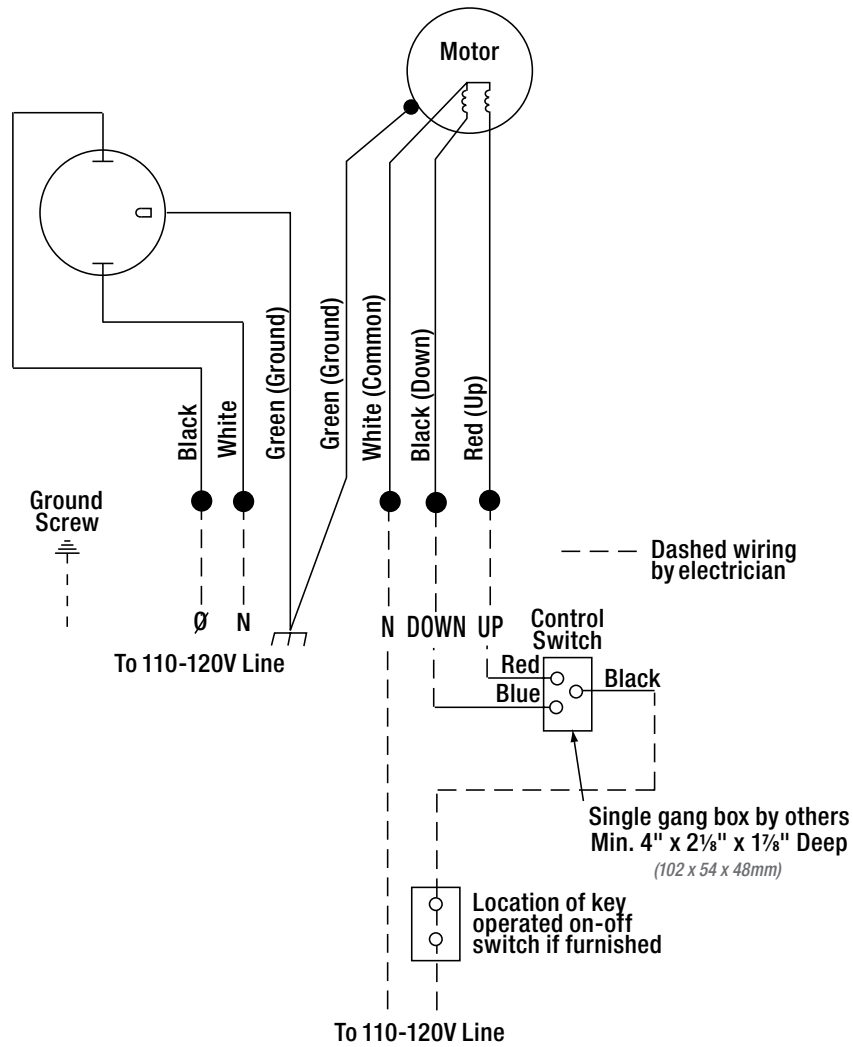 Motor
Black
White
Green (Ground)
Green (Ground)
White (Common)
Black (Down)
Red (Up)
Ground
Screw
Dashed wiring
by electrician
Ø
N
N
DOWN
UP
To 110-120V Line
Control
Switch
Red
Black
Blue
Single gang box by others
Min. 4" x 2⅛" x 1⅞" Deep
(102 x 54 x 48mm)
Location of key
operated on-off
switch if furnished
To 110-120V Line